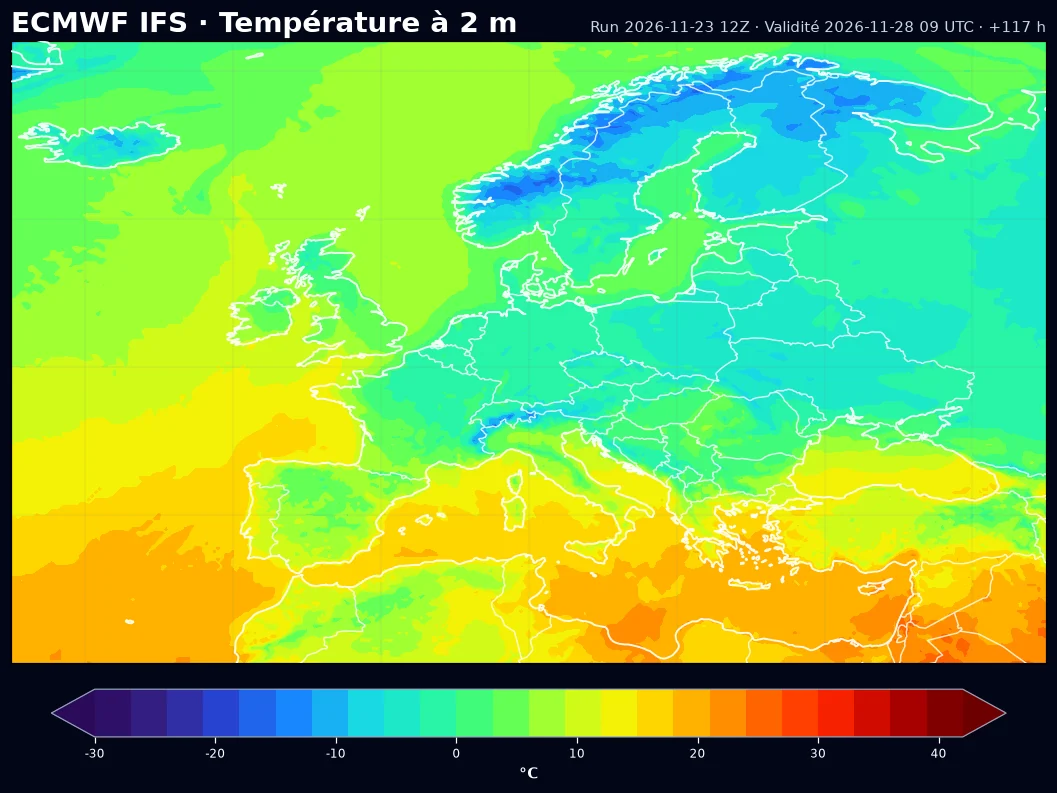 ECMWF IFS · Température à 2 m
Run 2026-11-23 12Z · Validité 2026-11-28 09 UTC · +117 h
-30 -20 -10 0 10 20 30 40
°C